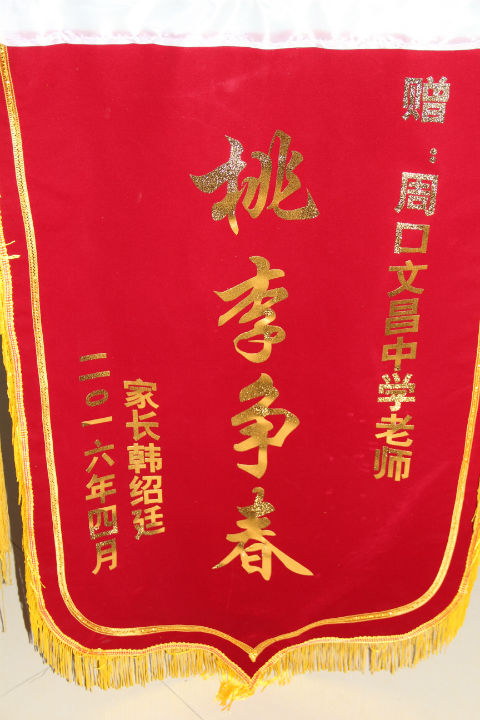 赠：周口文昌中学老师
桃李争春
家长韩绍廷
二〇一六年四月